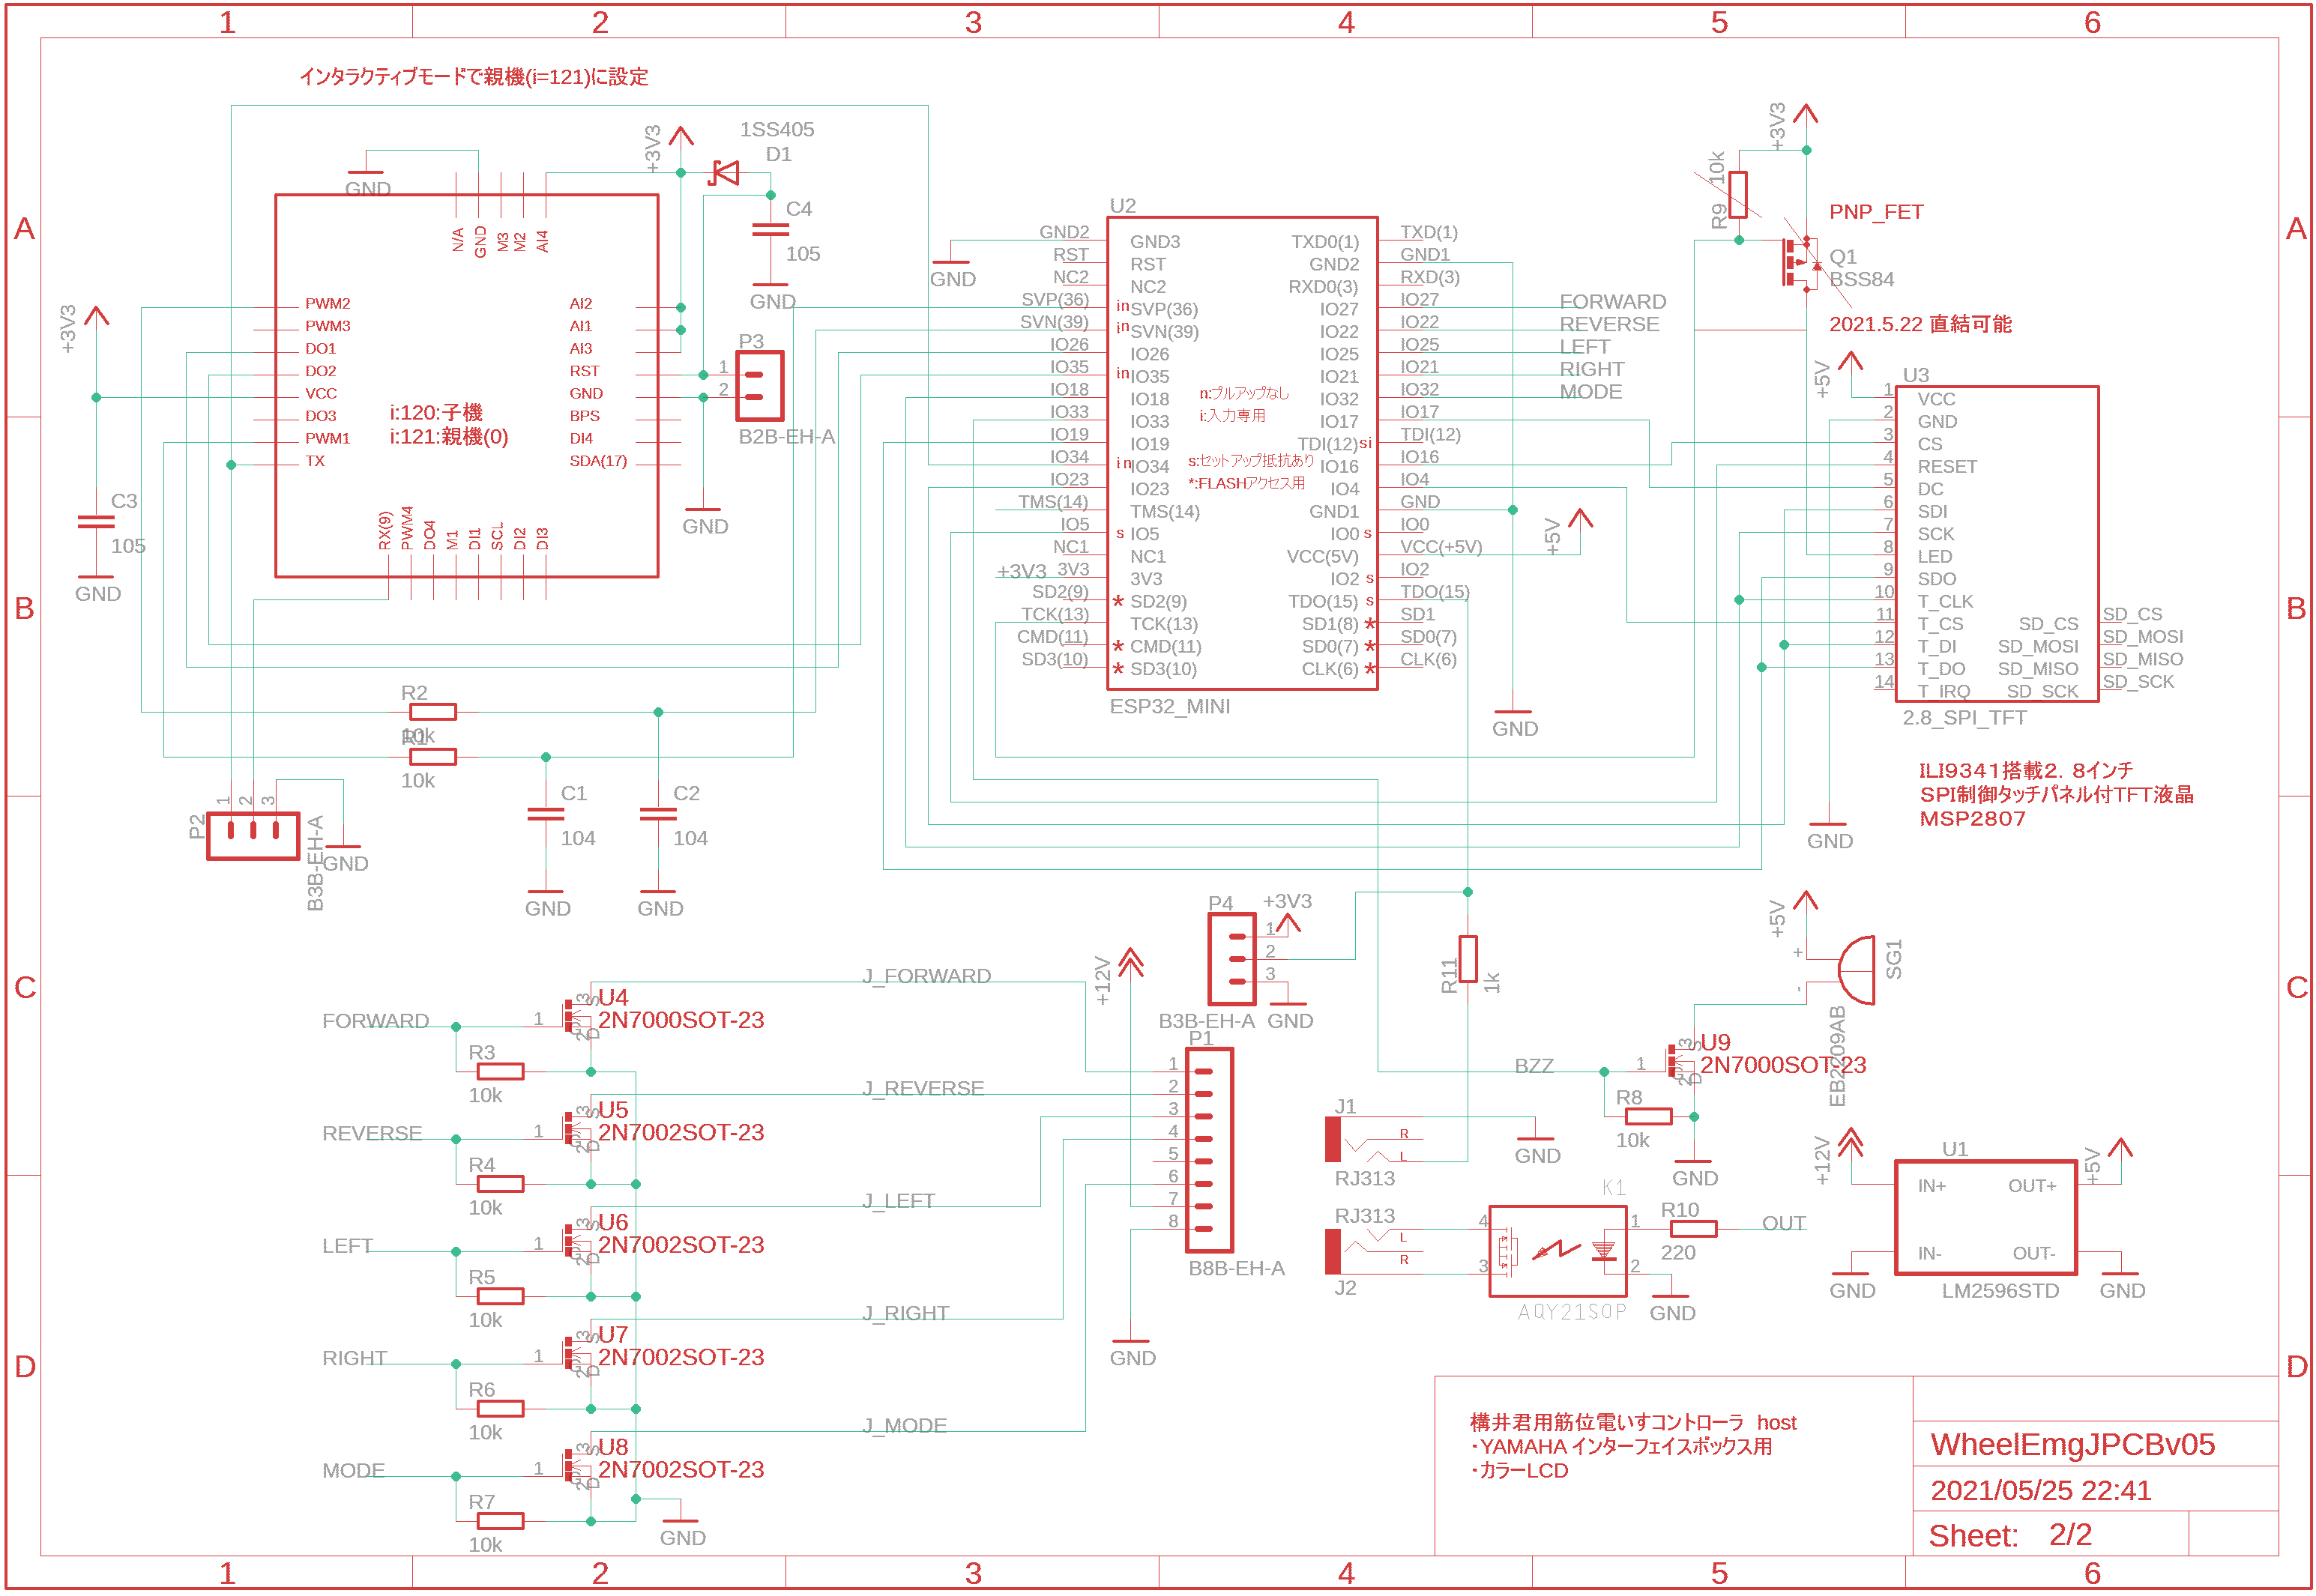 1 2 3 4 5 6
A
B
C
D
A
B
C
D
1 2 3 4 5 6
インタラクティブモードで親機(i=121)に設定
GND
+3V3
1SS405
D1
C4
105
GND
N/A
GND
M3
M2
AI4
PWM2
PWM3
DO1
DO2
VCC
DO3
PWM1
TX
AI2
AI1
AI3
RST
GND
BPS
DI4
SDA(17)
i:120:子機
i:121:親機(0)
RX(9)
PWM4
DO4
M1
DI1
SCL
DI2
DI3
+3V3
C3
105
GND
P3
1
2
B2B-EH-A
GND
R2
10k
R1
10k
C1
104
GND
C2
104
GND
P2
1
2
3
B3B-EH-A
GND
U2
GND2
RST
NC2
SVP(36)
SVN(39)
IO26
IO35
IO18
IO33
IO19
IO34
IO23
TMS(14)
IO5
NC1
+3V3
3V3
SD2(9)
TCK(13)
CMD(11)
SD3(10)
GND
GND3
RST
NC2
in SVP(36)
in SVN(39)
IO26
in IO35
IO18
IO33
IO19
in IO34
IO23
TMS(14)
s IO5
NC1
3V3
* SD2(9)
TCK(13)
* CMD(11)
* SD3(10)
n:プルアップなし
i:入力専用
s:セットアップ抵抗あり
*:FLASHアクセス用
TXD0(1)
GND2
RXD0(3)
IO27
IO22
IO25
IO21
IO32
IO17
TDI(12) si
IO16
IO4
GND1
IO0 s
VCC(5V)
IO2 s
TDO(15) s
SD1(8) *
SD0(7) *
CLK(6) *
TXD(1)
GND1
RXD(3)
IO27
IO22
IO25
IO21
IO32
IO17
TDI(12)
IO16
IO4
GND
IO0
VCC(+5V)
IO2
TDO(15)
SD1
SD0(7)
CLK(6)
ESP32_MINI
FORWARD
REVERSE
LEFT
RIGHT
MODE
+5V
GND
+3V3
10k
R9
PNP_FET
Q1
BSS84
2021.5.22 直結可能
+5V
U3
1 VCC
2 GND
3 CS
4 RESET
5 DC
6 SDI
7 SCK
8 LED
9 SDO
10 T_CLK
11 T_CS
12 T_DI
13 T_DO
14 T_IRQ
SD_CS SD_CS
SD_MOSI SD_MOSI
SD_MISO SD_MISO
SD_SCK SD_SCK
2.8_SPI_TFT
ILI9341搭載2．8インチ
SPI制御タッチパネル付TFT液晶
MSP2807
GND
FORWARD
1
3
S
2
D
U4
2N7000SOT-23
R3
10k
REVERSE
1
3
S
2
D
U5
2N7002SOT-23
R4
10k
LEFT
1
3
S
2
D
U6
2N7002SOT-23
R5
10k
RIGHT
1
3
S
2
D
U7
2N7002SOT-23
R6
10k
MODE
1
3
S
2
D
U8
2N7002SOT-23
R7
10k
GND
J_FORWARD
J_REVERSE
J_LEFT
J_RIGHT
J_MODE
+12V
P4
+3V3
1
2
3
B3B-EH-A
GND
P1
1
2
3
4
5
6
7
8
B8B-EH-A
GND
R11
1k
J1
R
L
RJ313
GND
RJ313
L
R
J2
K1
4
3
1
2
AQY21SOP
R10
220
OUT
GND
+5V
+
-
SG1
EB2209AB
BZZ
1
3
S
2
D
U9
2N7000SOT-23
R8
10k
GND
+12V
U1
+5V
IN+
OUT+
IN-
OUT-
GND
LM2596STD
GND
横井君用筋位電いすコントローラ host
・YAMAHA インターフェイスボックス用
・カラーLCD
WheelEmgJPCBv05
2021/05/25 22:41
Sheet: 2/2